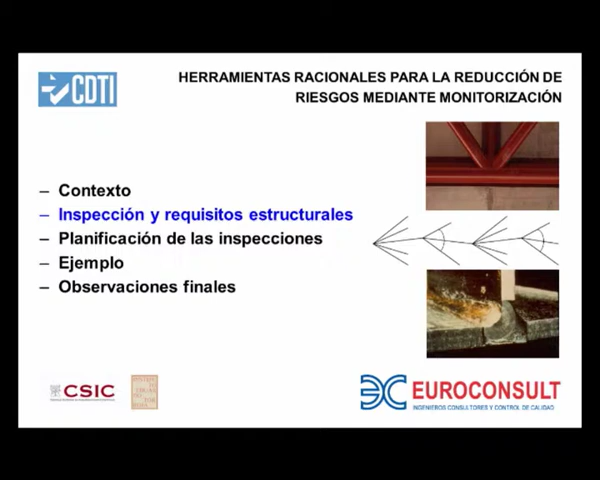 CDTI
HERRAMIENTAS RACIONALES PARA LA REDUCCIÓN DE
RIESGOS MEDIANTE MONITORIZACIÓN
– Contexto
– Inspección y requisitos estructurales
– Planificación de las inspecciones
– Ejemplo
– Observaciones finales
CSIC
EUROCONSULT
INGENIEROS CONSULTORES Y CONTROL DE CALIDAD